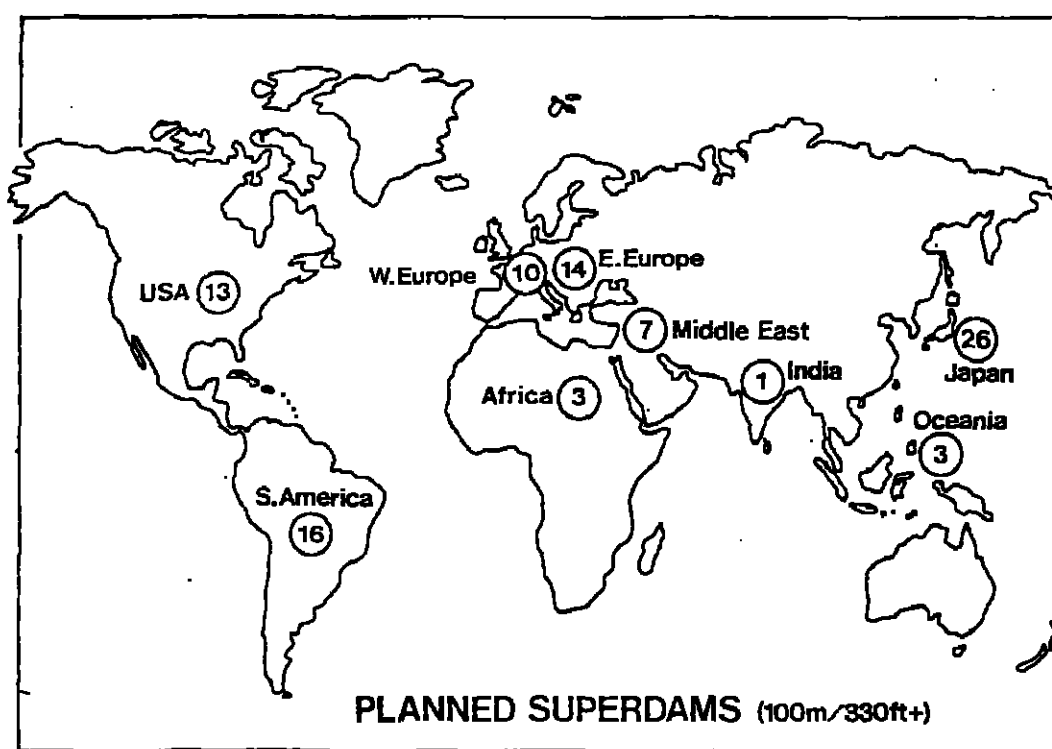 W.Europe 10
14 E.Europe
USA 13
7 Middle East
26
Japan
1 India
Africa 3
Oceania
3
S.America
16
PLANNED SUPERDAMS (100m/330ft+)